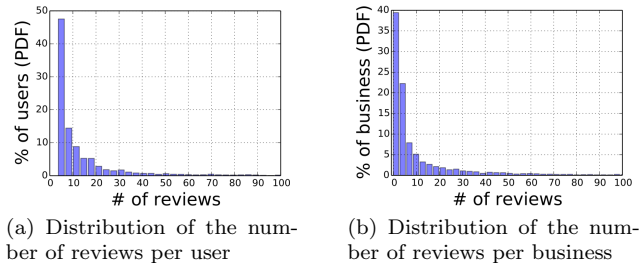 50
40
30
20
10
0
% of users (PDF)
0 10 20 30 40 50 60 70 80 90 100
# of reviews
(a) Distribution of the num-
ber of reviews per user
40
35
30
25
20
15
10
5
0
% of business (PDF)
0 10 20 30 40 50 60 70 80 90 100
# of reviews
(b) Distribution of the num-
ber of reviews per business